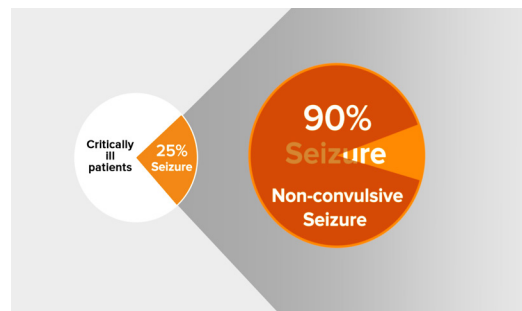 Critically
ill
patients
25%
Seizure
90%
Seizure
Non-convulsive
Seizure